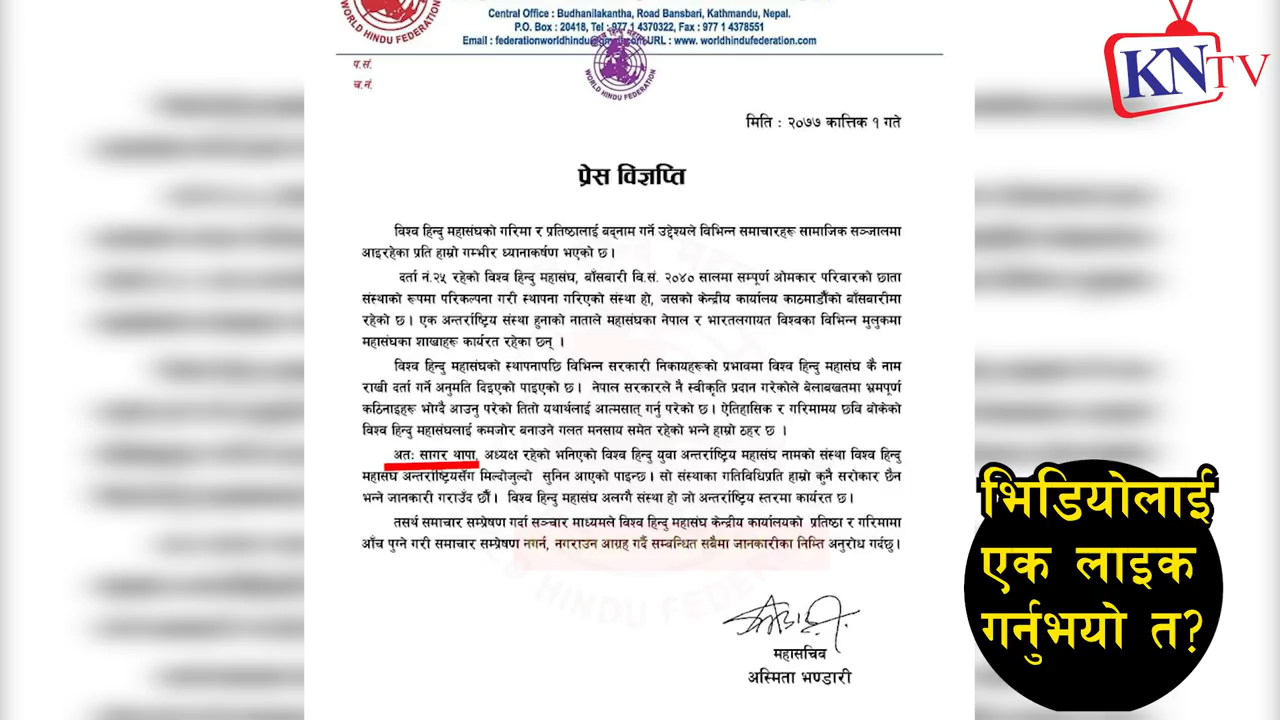 WORLD HINDU FEDERATION
Central Office : Budhanilakantha, Road Bansbari, Kathmandu, Nepal.
P.O. Box : 20418, Tel : 977 1 4370322, Fax : 977 1 4378551
Email : federationworldhindu@gmail.com URL : www. worldhindufederation.com
प.सं.
च.नं.
WORLD HINDU FEDERATION
KNTV
मिति : २०७७ कात्तिक १ गते
प्रेस विज्ञप्ति
विश्व हिन्दु महासंघको गरिमा र प्रतिष्ठालाई बद्नाम गर्ने उद्देश्यले विभिन्न समाचारहरू सामाजिक सञ्जालमा
आइरहेका प्रति हाम्रो गम्भीर ध्यानाकर्षण भएको छ ।
दर्ता नं.२५ रहेको विश्व हिन्दु महासंघ, बाँसबारी वि.सं. २०४० सालमा सम्पूर्ण ओमकार परिवारको छाता
संस्थाको रूपमा परिकल्पना गरी स्थापना गरिएको संस्था हो, जसको केन्द्रीय कार्यालय काठमाडौँको बाँसबारीमा
रहेको छ । एक अन्तर्राष्ट्रिय संस्था हुनाको नाताले महासंघका नेपाल र भारतलगायत विश्वका विभिन्न मुलुकमा
महासंघका शाखाहरू कार्यरत रहेका छन् ।
विश्व हिन्दु महासंघको स्थापनापछि विभिन्न सरकारी निकायहरूको प्रभावमा विश्व हिन्दु महासंघ कै नाम
राखी दर्ता गर्ने अनुमति दिइएको पाइएको छ । नेपाल सरकारले नै स्वीकृति प्रदान गरेकोले बेलाबखतमा भ्रमपूर्ण
कठिनाइहरू भोग्दै आउनु परेको तितो यथार्थलाई आत्मसात् गर्नु परेको छ । ऐतिहासिक र गरिमामय छवि बोकेको
विश्व हिन्दु महासंघलाई कमजोर बनाउने गलत मनसाय समेत रहेको भन्ने हाम्रो ठहर छ ।
अतः सागर थापा, अध्यक्ष रहेको भनिएको विश्व हिन्दु युवा अन्तर्राष्ट्रिय महासंघ नामको संस्था विश्व हिन्दु
महासंघ अन्तर्राष्ट्रियसँग मिल्दोजुल्दो सुनिन आएको पाइन्छ । सो संस्थाका गतिविधिप्रति हाम्रो कुनै सरोकार छैन
भन्ने जानकारी गराउँद छौं । विश्व हिन्दु महासंघ अलग्गै संस्था हो जो अन्तर्राष्ट्रिय स्तरमा कार्यरत छ ।
तसर्थ समाचार सम्प्रेशण गर्दा सञ्चार माध्यमले विश्व हिन्दु महासंघ केन्द्रीय कार्यालयको प्रतिष्ठा र गरिमामा
आँच पुग्ने गरी समाचार सम्प्रेषण नगर्न, नगराउन आग्रह गर्दै सम्बन्धित सबैमा जानकारीका निम्ति अनुरोध गर्दछु ।
महासचिव
अस्मिता भण्डारी
भिडियोलाई
एक लाइक
गर्नुभयो त?